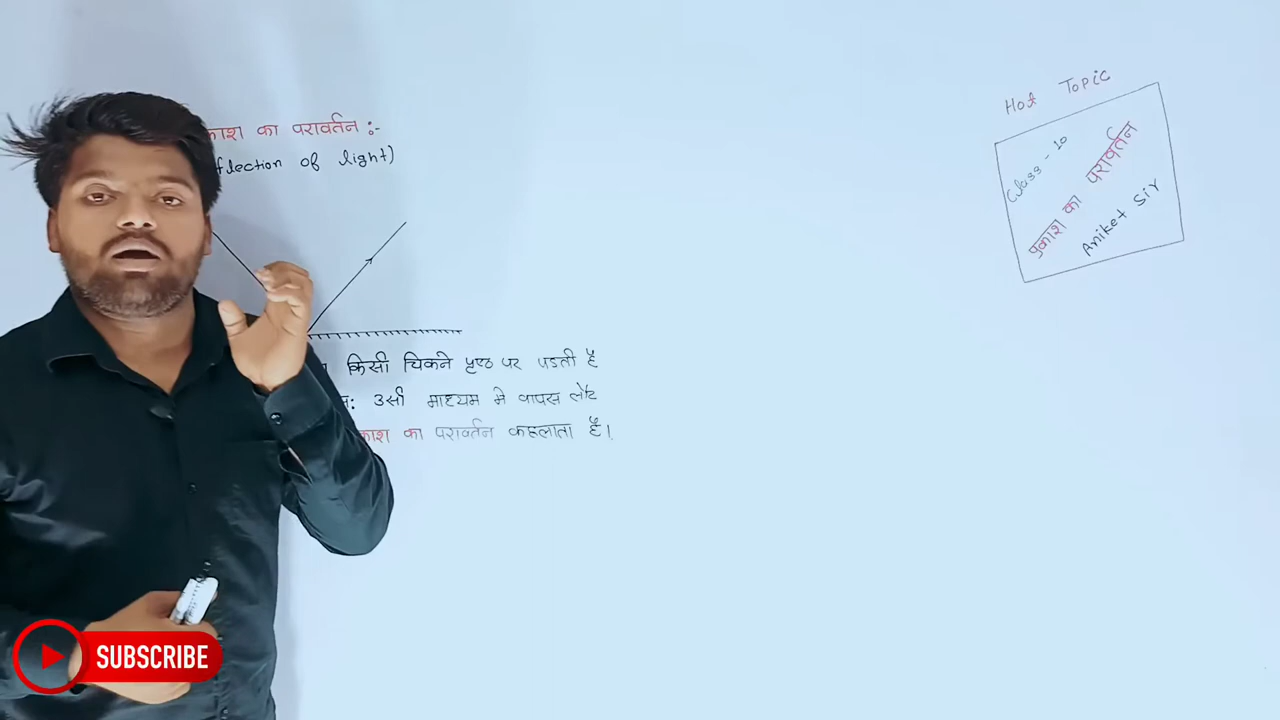 काश का परावर्तन :-
flection of light)
किसी चिकने पृष्ठ पर पडती है
उसी माध्यम मे वापस लौट
काश का परावर्तन कहलाता है।
Hot Topic
Class - 10
प्रकाश का परावर्तन
Aniket Sir
SUBSCRIBE